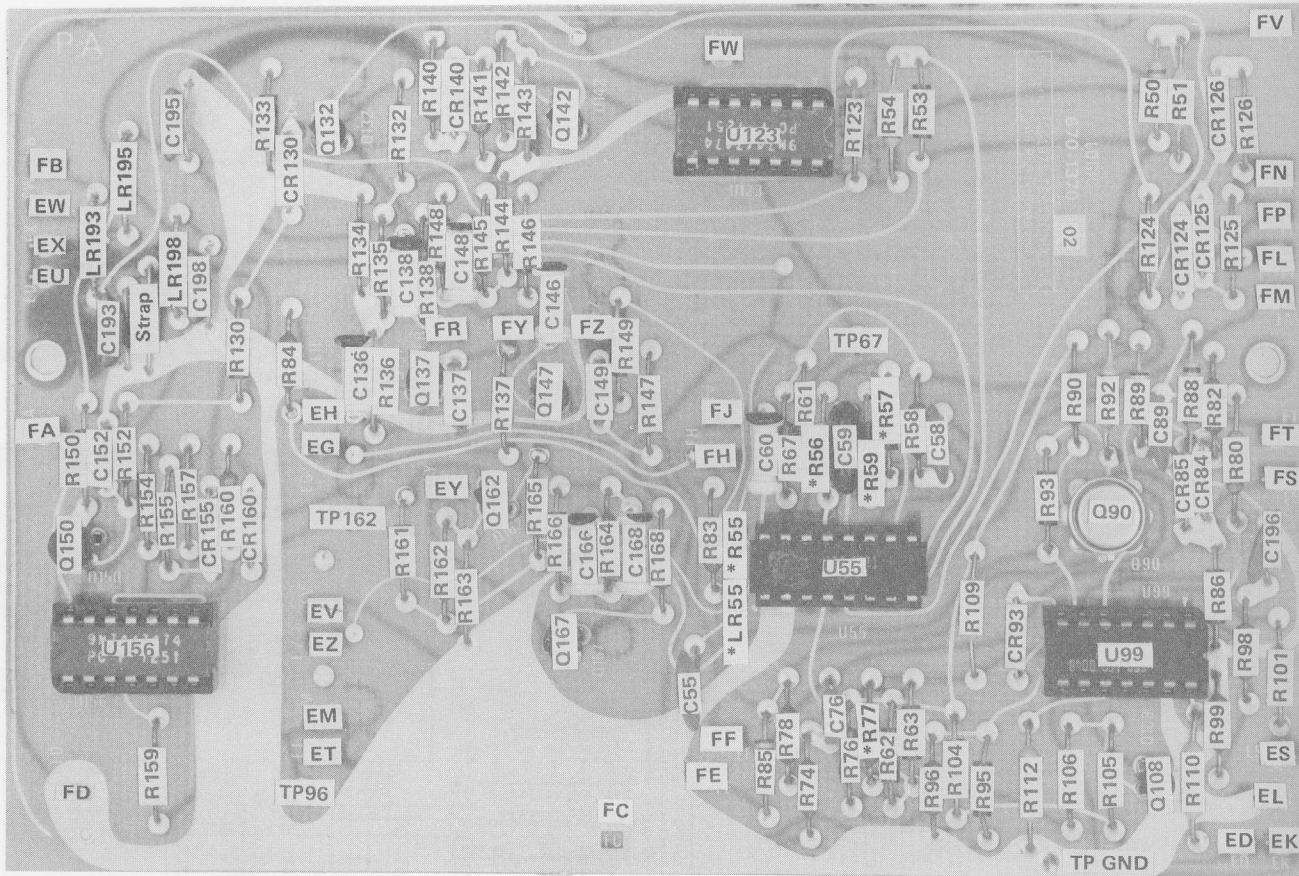 PA
FV
FW
C195
R133
CR130
Q132
R132
R140
CR140
R141
R142
R143
Q142
U123
R123
R54
R53
R50
R51
CR126
R126
FB
EW
EX
EU
LR195
LR193
LR198
C198
C193
Strap
R130
R84
R134
R135
C138
R138
R148
C148
R145
R144
R146
C146
02
R124
CR124
CR125
R125
FN
FP
FL
FM
FR
FY
FZ
C136
R136
Q137
C137
R137
Q147
C149
R149
R147
TP67
FJ
FH
C60
R67
R61
*R56
C59
*R59
*R57
R58
C58
R90
R92
R89
C89
R88
R82
R80
CR85
CR84
FT
FS
EH
EG
FA
R150
C152
R152
R154
R155
R157
CR155
R160
CR160
Q150
TP162
EY
R161
R162
R163
Q162
R165
R166
C166
R164
C168
R168
R83
*R55
*LR55
U55
U55
R93
Q90
Q90
C196
U99
R86
R109
CR93
U99
R98
R101
R99
9N7447474
U156
PC F 1251
EV
EZ
Q167
C55
EM
ET
FF
FE
R85
R78
R74
C76
R76
*R77
R62
R63
R96
R104
R95
R112
R106
R105
Q108
R110
ES
EL
R159
FD
TP96
FC
FC
ED
EK
TP GND